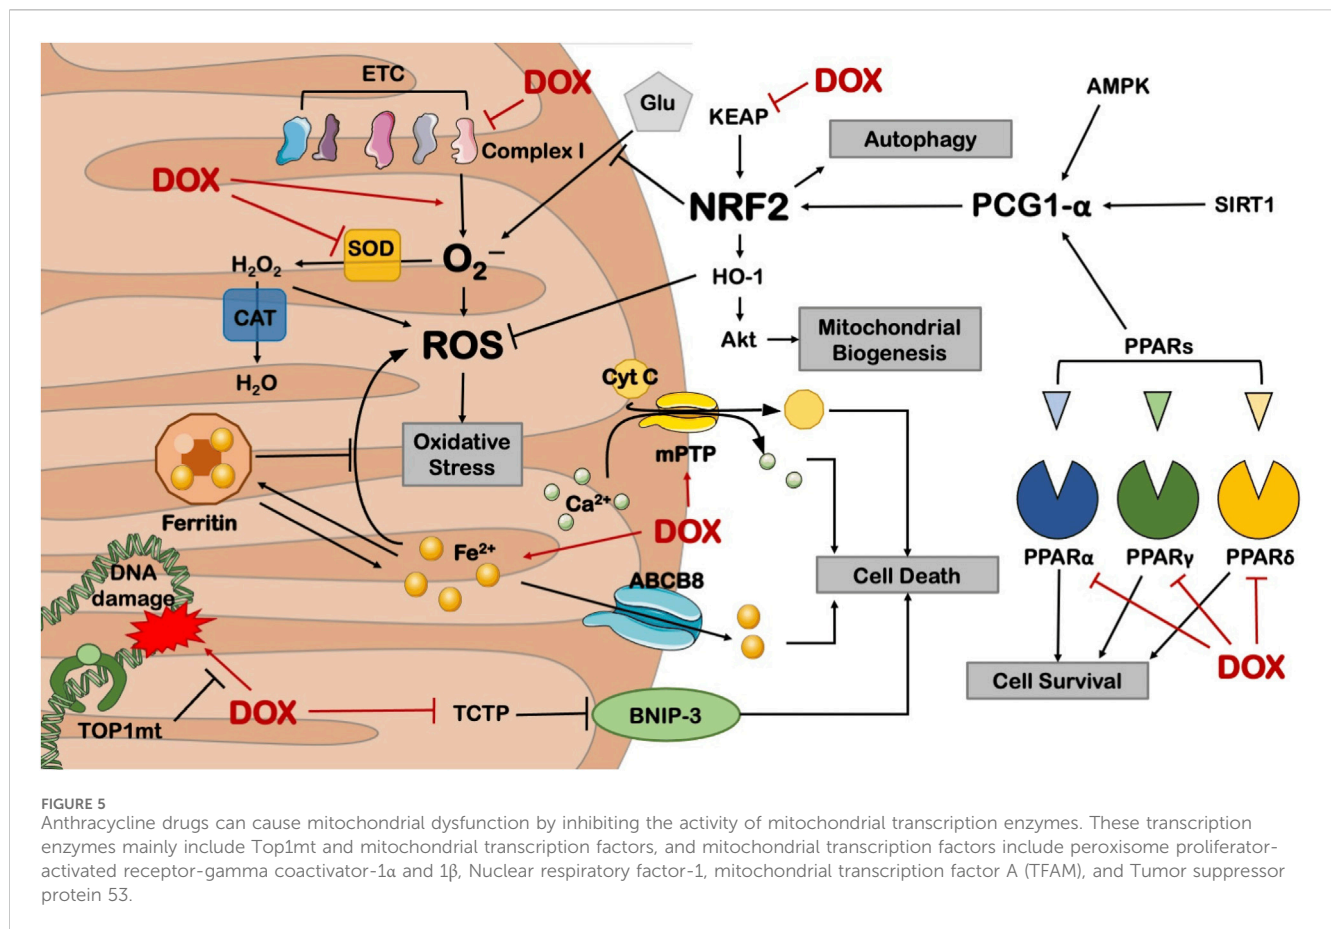 ETC
DOX
Glu
KEAP
DOX
AMPK
Complex I
Autophagy
DOX
NRF2
PCG1-α
SIRT1
SOD
O₂⁻
H₂O₂
HO-1
CAT
ROS
Akt
Mitochondrial
Biogenesis
PPARs
H₂O
Cyt C
Oxidative
Stress
mPTP
Ca²⁺
Ferritin
DOX
Fe²⁺
PPARα
PPARγ
PPARδ
DNA
damage
ABCB8
Cell Death
DOX
Cell Survival
TOP1mt
DOX
TCTP
BNIP-3
FIGURE 5
Anthracycline drugs can cause mitochondrial dysfunction by inhibiting the activity of mitochondrial transcription enzymes. These transcription
enzymes mainly include Top1mt and mitochondrial transcription factors, and mitochondrial transcription factors include peroxisome proliferator-
activated receptor-gamma coactivator-1α and 1β, Nuclear respiratory factor-1, mitochondrial transcription factor A (TFAM), and Tumor suppressor
protein 53.